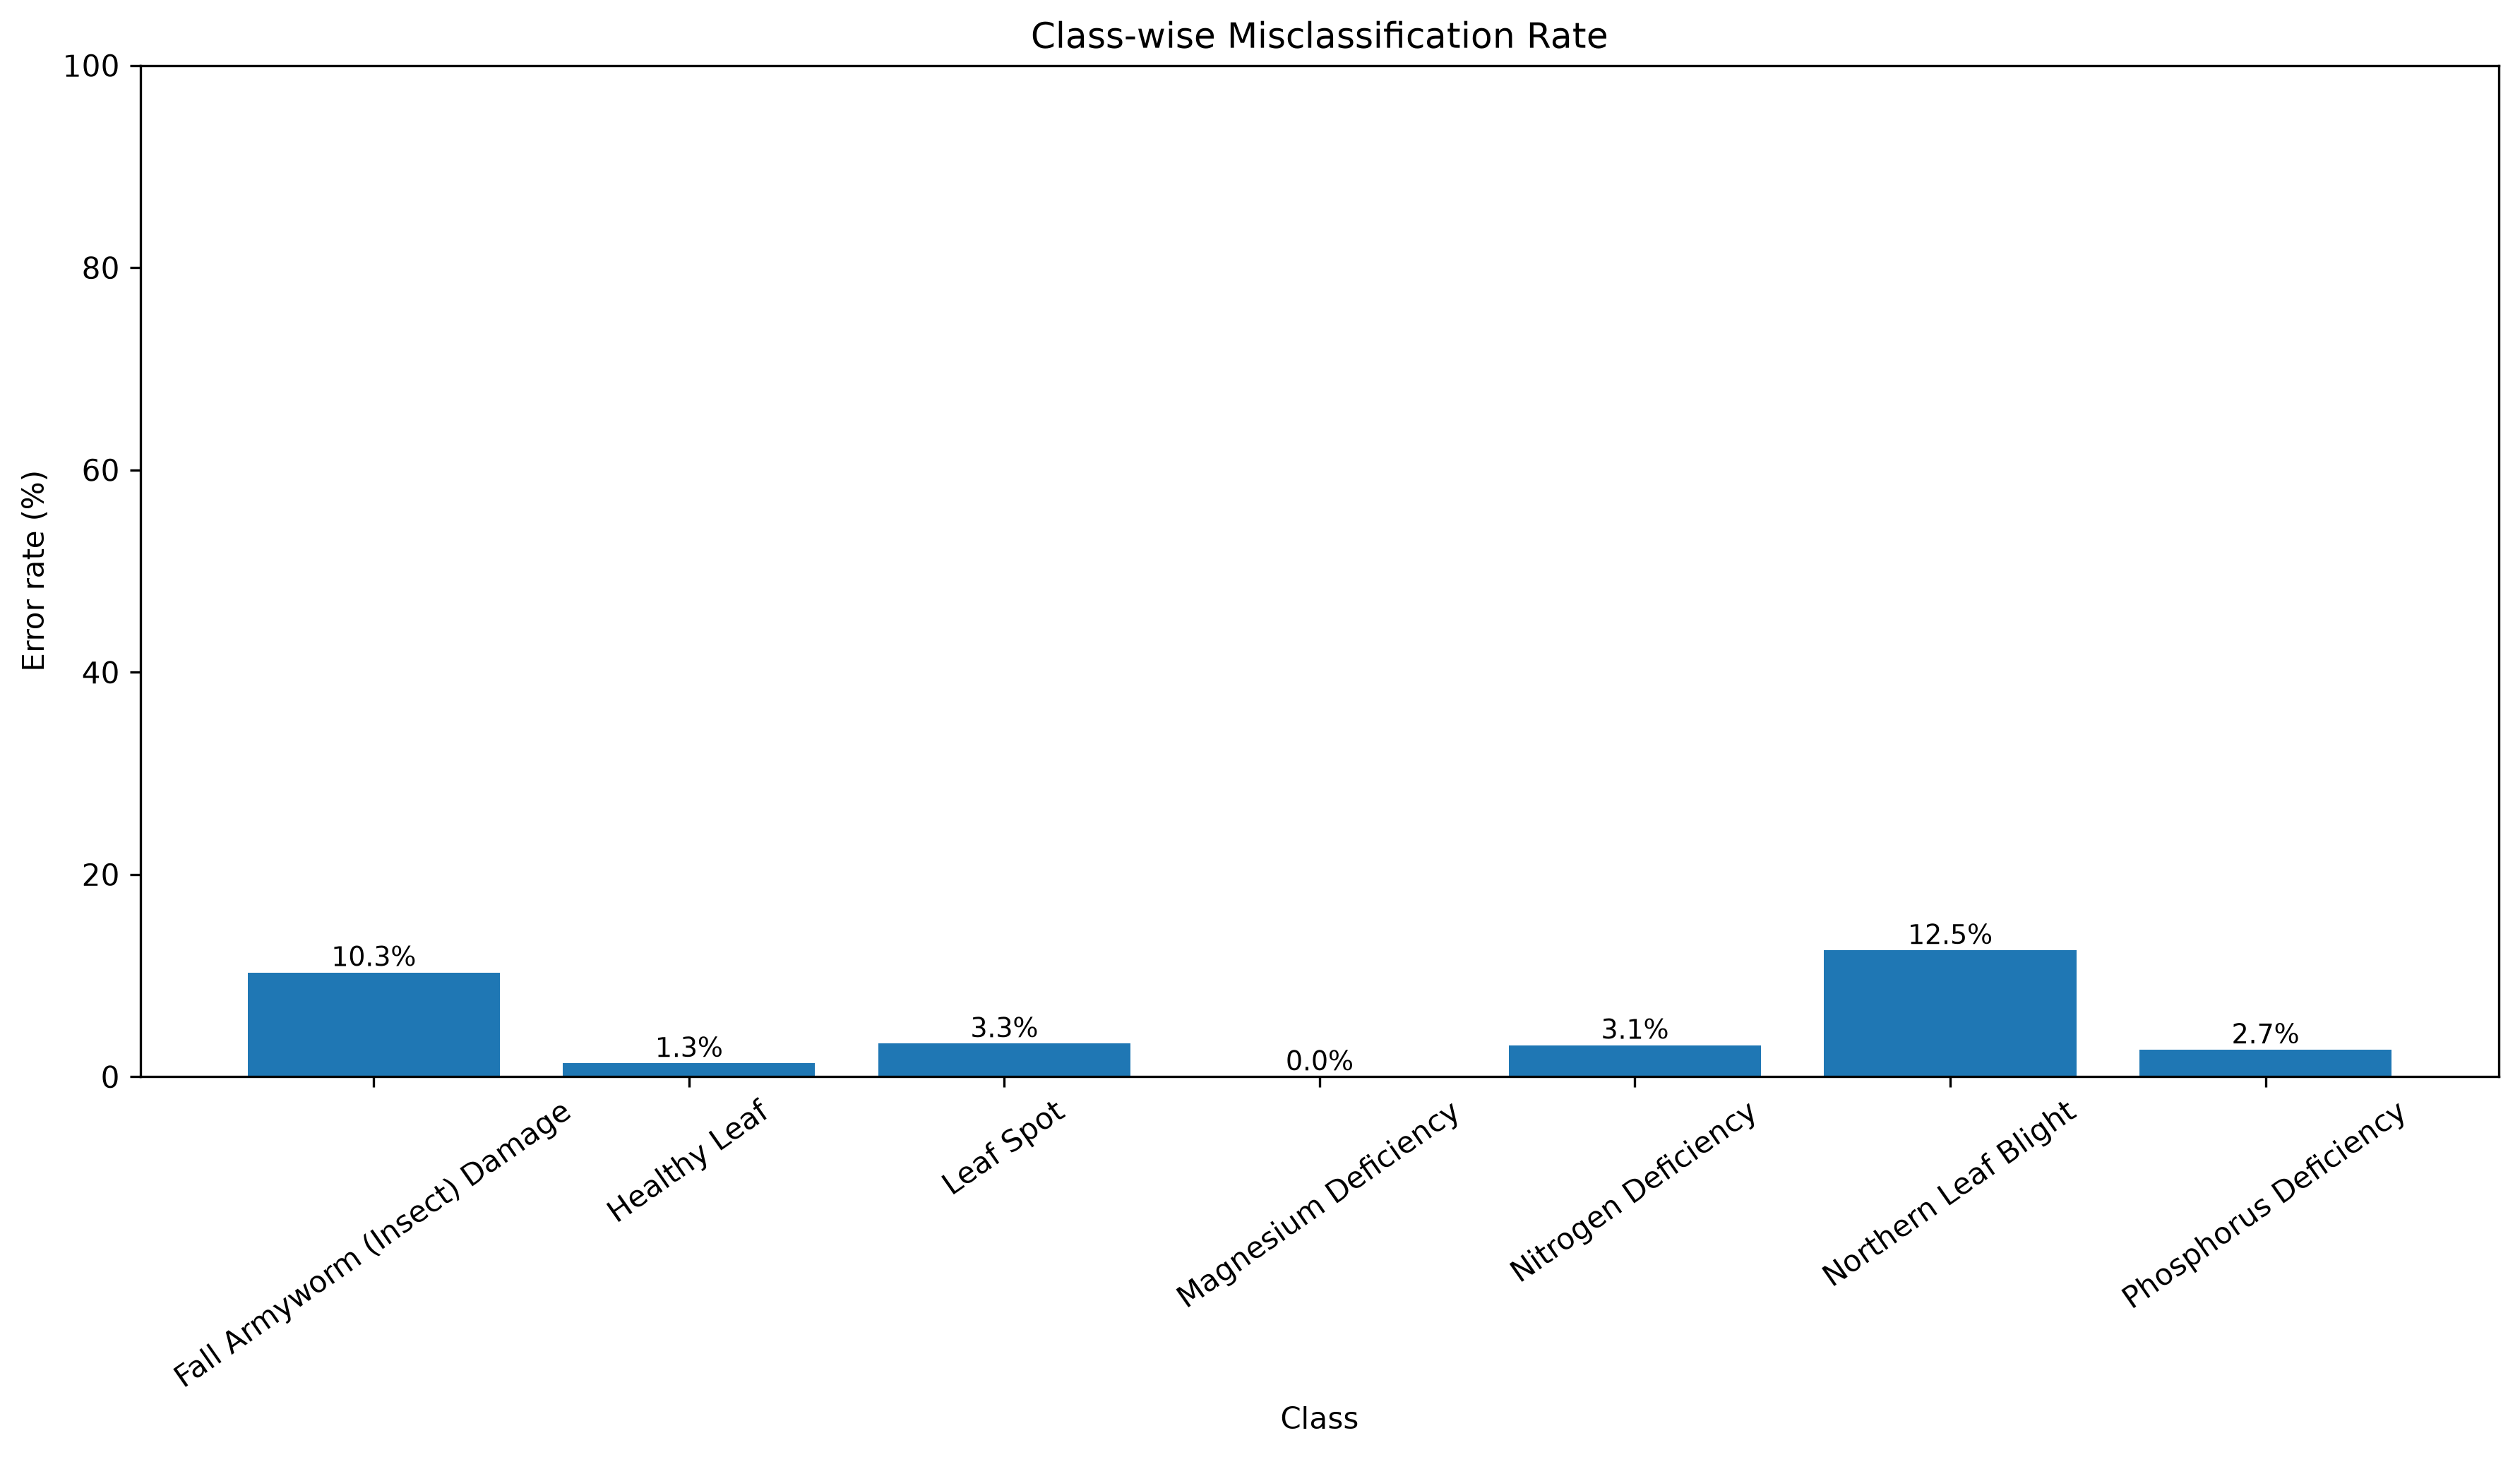 Class-wise Misclassification Rate
100
80
60
40
20
0
Error rate (%)
10.3%
1.3%
3.3%
0.0%
3.1%
12.5%
2.7%
Fall Armyworm (Insect) Damage
Healthy Leaf
Leaf Spot
Magnesium Deficiency
Nitrogen Deficiency
Northern Leaf Blight
Phosphorus Deficiency
Class